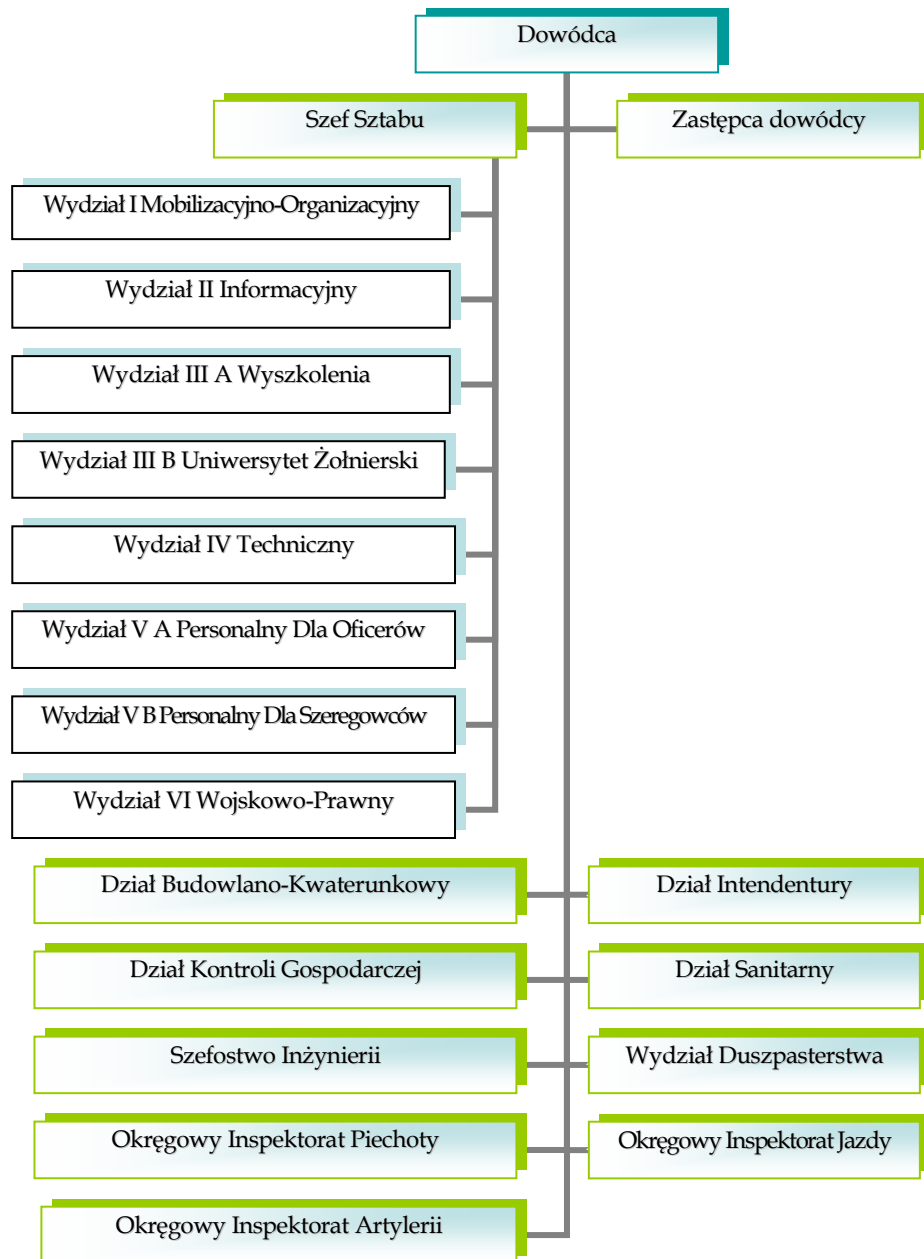 Dowódca
Szef Sztabu
Zastępca dowódcy
Wydział I Mobilizacyjno-Organizacyjny
Wydział II Informacyjny
Wydział III A Wyszkolenia
Wydział III B Uniwersytet Żołnierski
Wydział IV Techniczny
Wydział V A Personalny Dla Oficerów
Wydział V B Personalny Dla Szeregowców
Wydział VI Wojskowo-Prawny
Dział Budowlano-Kwaterunkowy
Dział Intendentury
Dział Kontroli Gospodarczej
Dział Sanitarny
Szefostwo Inżynierii
Wydział Duszpasterstwa
Okręgowy Inspektorat Piechoty
Okręgowy Inspektorat Jazdy
Okręgowy Inspektorat Artylerii